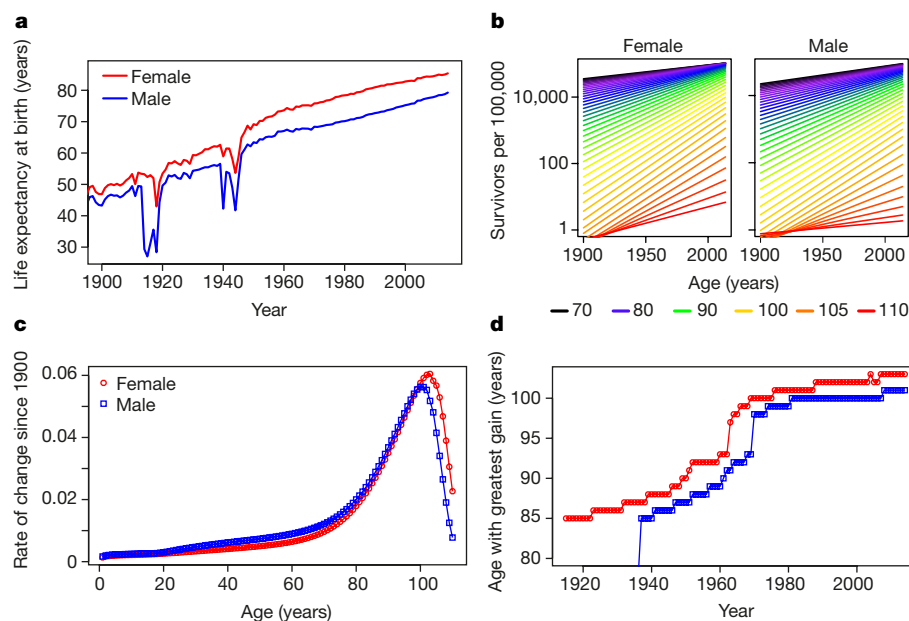 a
Life expectancy at birth (years)
80
70
60
50
40
30
Female
Male
1900 1920 1940 1960 1980 2000
Year
b
Female Male
Survivors per 100,000
10,000
100
1
1900 1950 2000 1900 1950 2000
Age (years)
70 80 90 100 105 110
c
Rate of change since 1900
0.06
0.04
0.02
0
Female
Male
0 20 40 60 80 100
Age (years)
d
Age with greatest gain (years)
100
95
90
85
80
1920 1940 1960 1980 2000
Year